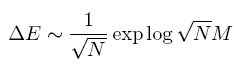 ΔE ∼ 1/√N exp log √N M